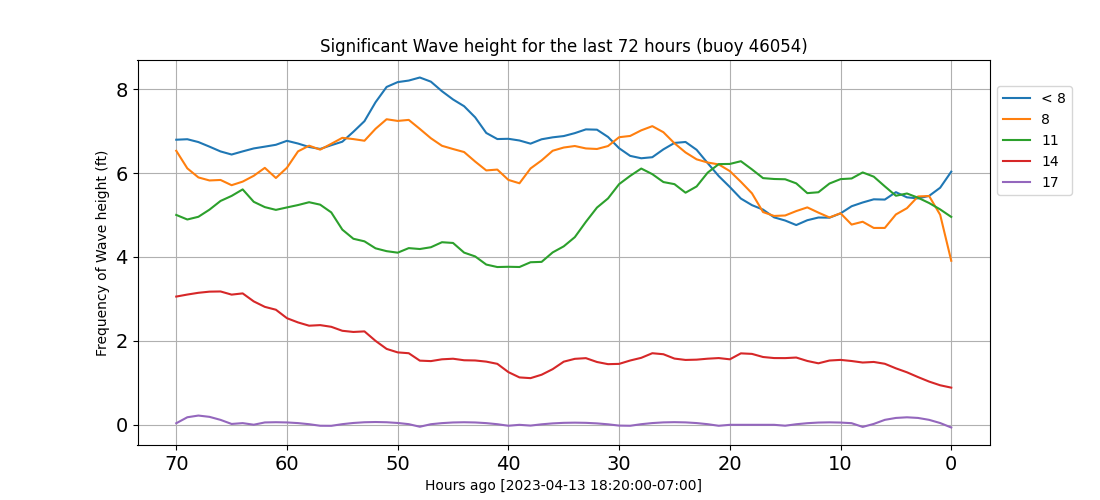 Significant Wave height for the last 72 hours (buoy 46054)
Frequency of Wave height (ft)
8
6
4
2
0
70 60 50 40 30 20 10 0
Hours ago [2023-04-13 18:20:00-07:00]
< 8
8
11
14
17